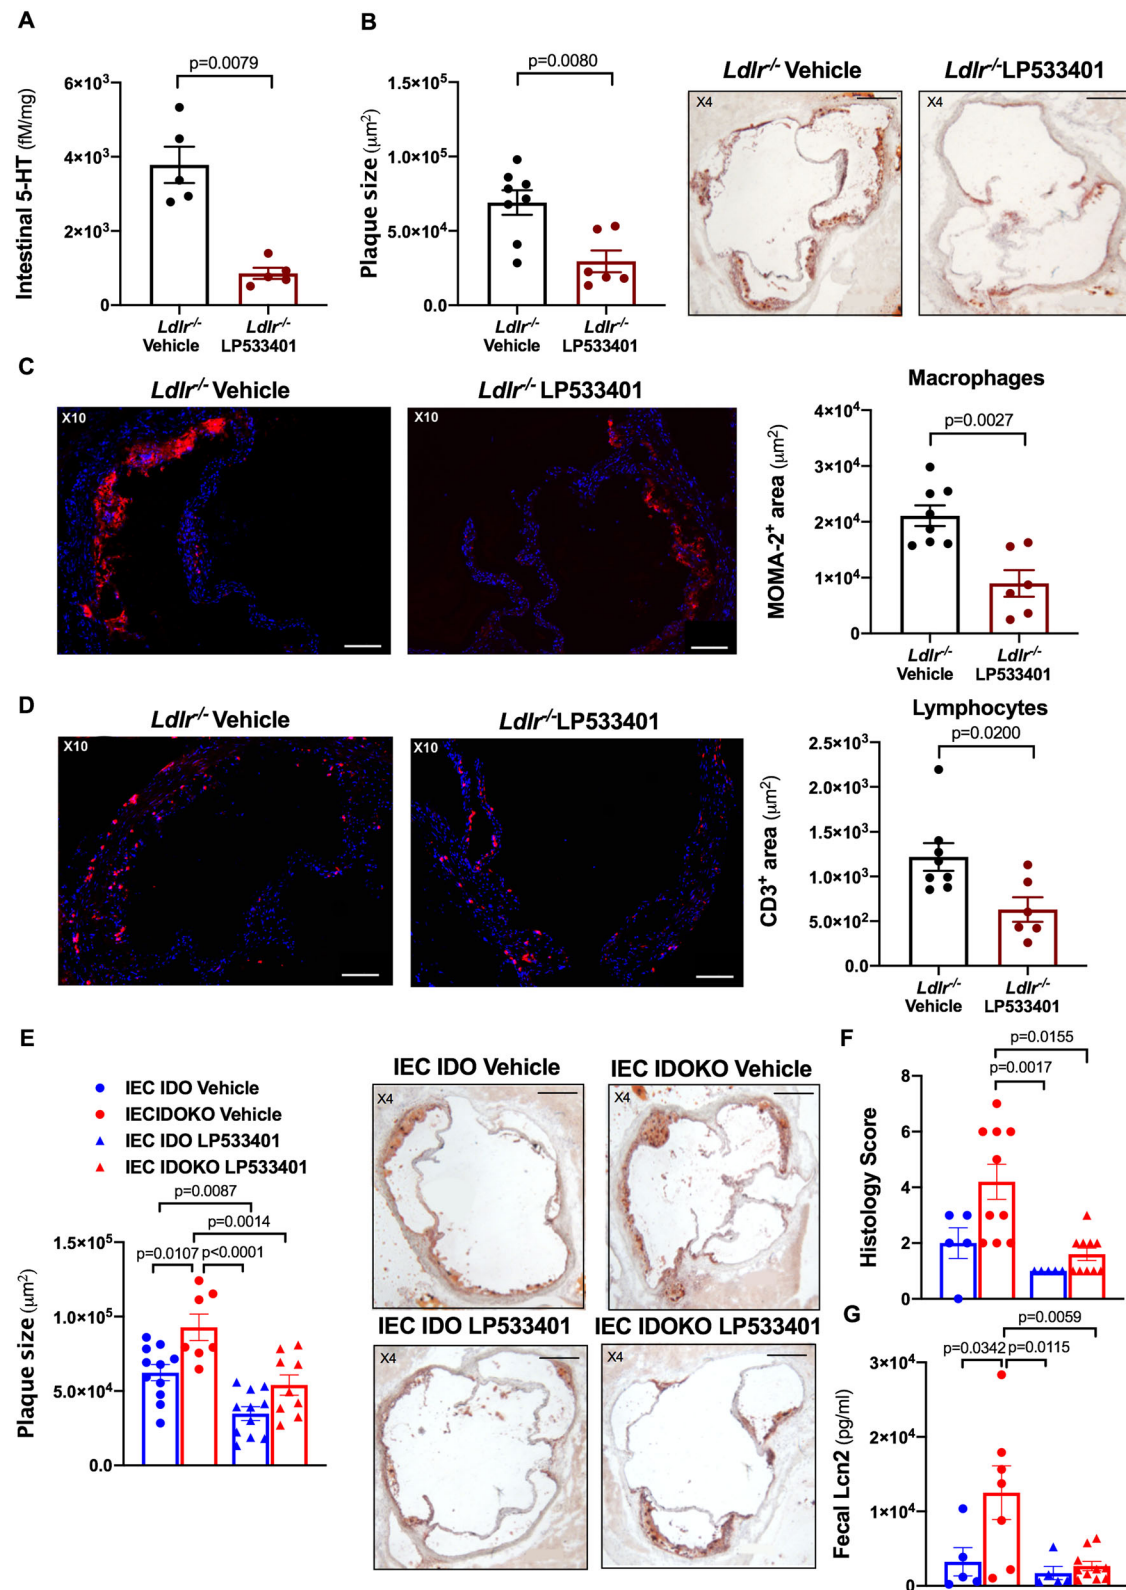 A
p=0.0079
Intestinal 5-HT (fM/mg)
6×10³
4×10³
2×10³
0
Ldlr-/- Vehicle
Ldlr-/- LP533401
B
p=0.0080
Plaque size (μm²)
1.5×10⁵
1.0×10⁵
5.0×10⁴
0.0
Ldlr-/- Vehicle
Ldlr-/- LP533401
Ldlr-/- Vehicle
X4
Ldlr-/-LP533401
X4
C
Ldlr-/- Vehicle
X10
Ldlr-/- LP533401
X10
Macrophages
p=0.0027
MOMA-2⁺ area (μm²)
4×10⁴
3×10⁴
2×10⁴
1×10⁴
0
Ldlr-/- Vehicle
Ldlr-/- LP533401
D
Ldlr-/- Vehicle
X10
Ldlr-/-LP533401
X10
Lymphocytes
p=0.0200
CD3⁺ area (μm²)
2.5×10³
2.0×10³
1.5×10³
1.0×10³
5.0×10²
0.0
Ldlr-/- Vehicle
Ldlr-/- LP533401
E
IEC IDO Vehicle
IECIDOKO Vehicle
IEC IDO LP533401
IEC IDOKO LP533401
p=0.0087
p=0.0014
p=0.0107
p<0.0001
Plaque size (μm²)
1.5×10⁵
1.0×10⁵
5.0×10⁴
0.0
IEC IDO Vehicle
X4
IEC IDOKO Vehicle
X4
IEC IDO LP533401
X4
IEC IDOKO LP533401
X4
F
p=0.0155
p=0.0017
Histology Score
8
6
4
2
0
G
p=0.0059
p=0.0342
p=0.0115
Fecal Lcn2 (pg/ml)
3×10⁴
2×10⁴
1×10⁴
0